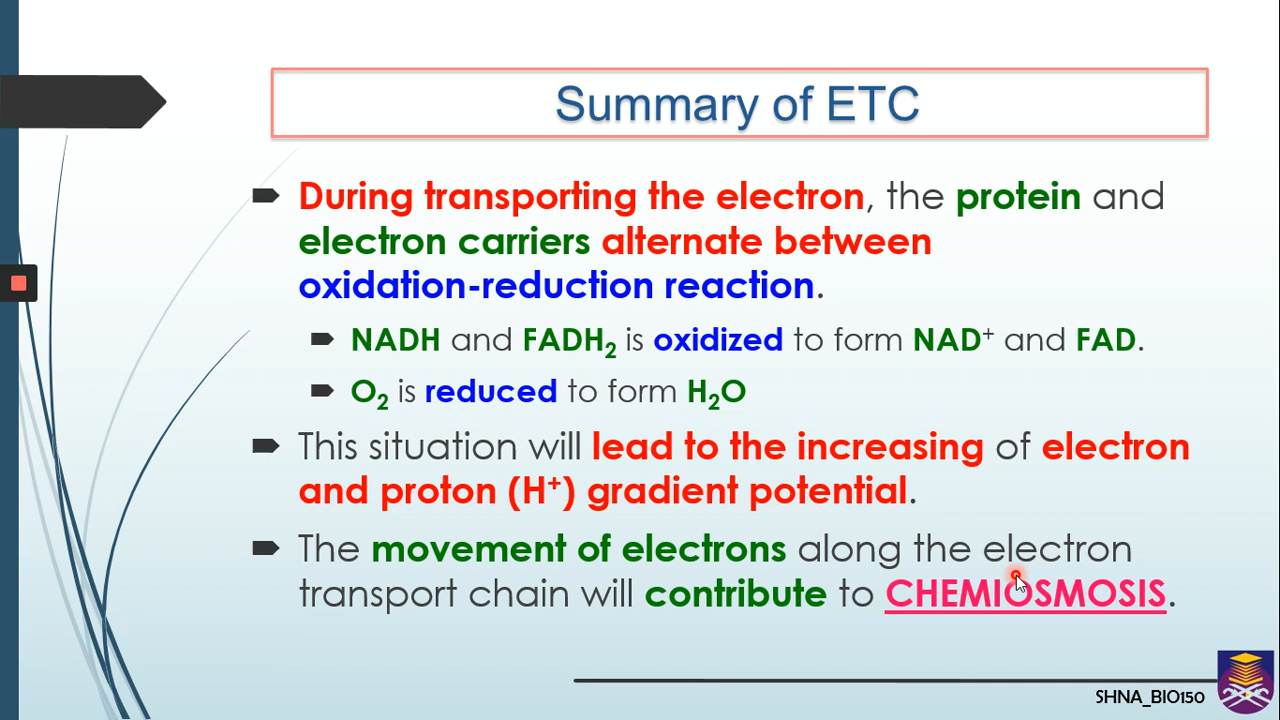 Summary of ETC
During transporting the electron, the protein and
electron carriers alternate between
oxidation-reduction reaction.
NADH and FADH₂ is oxidized to form NAD⁺ and FAD.
O₂ is reduced to form H₂O
This situation will lead to the increasing of electron
and proton (H⁺) gradient potential.
The movement of electrons along the electron
transport chain will contribute to CHEMIOSMOSIS.
SHNA_BIO150